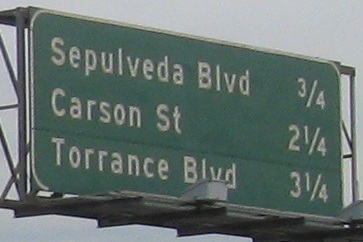 Sepulveda Blvd 3/4
Carson St 2 1/4
Torrance Blvd 3 1/4